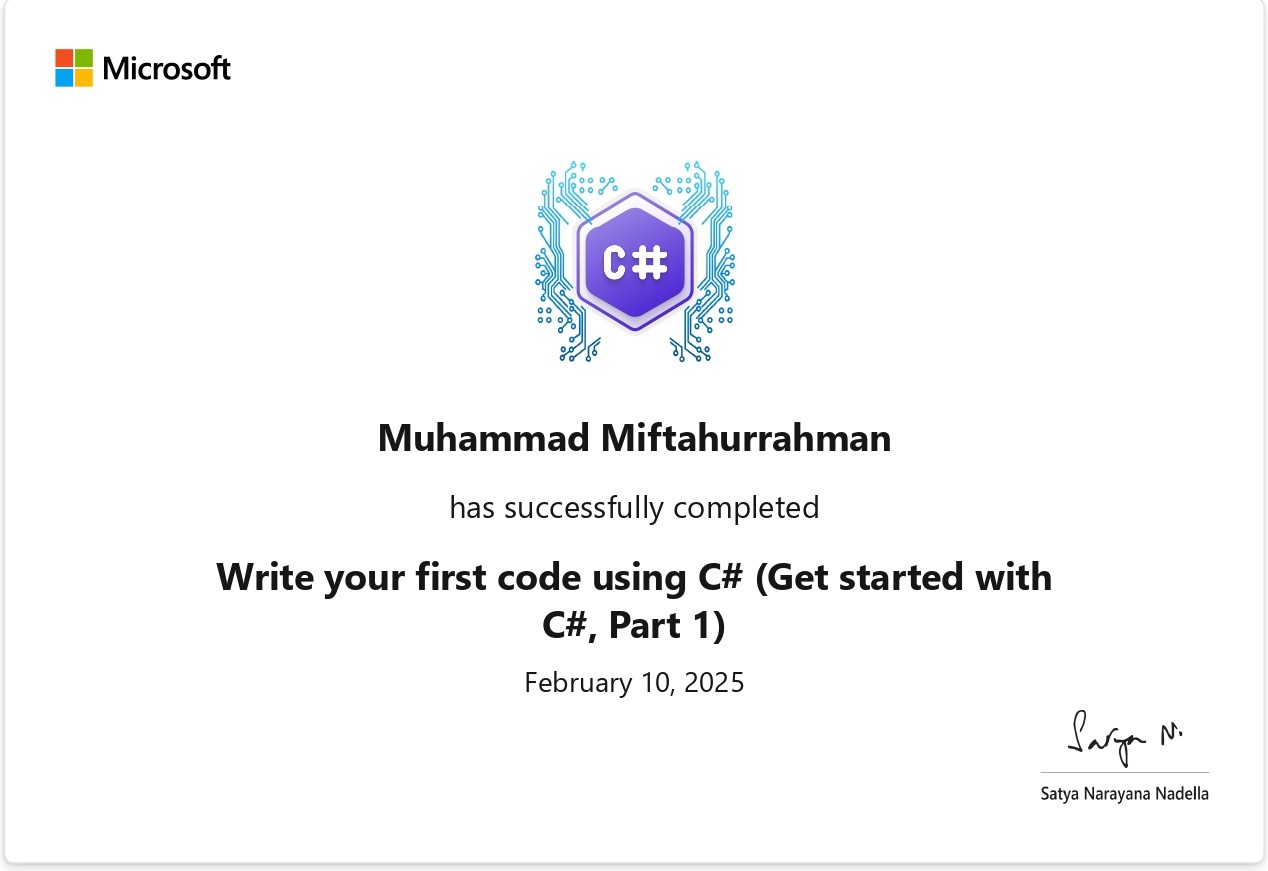 Microsoft
C#
Muhammad Miftahurrahman
has successfully completed
Write your first code using C# (Get started with
C#, Part 1)
February 10, 2025
Satya N.
Satya Narayana Nadella